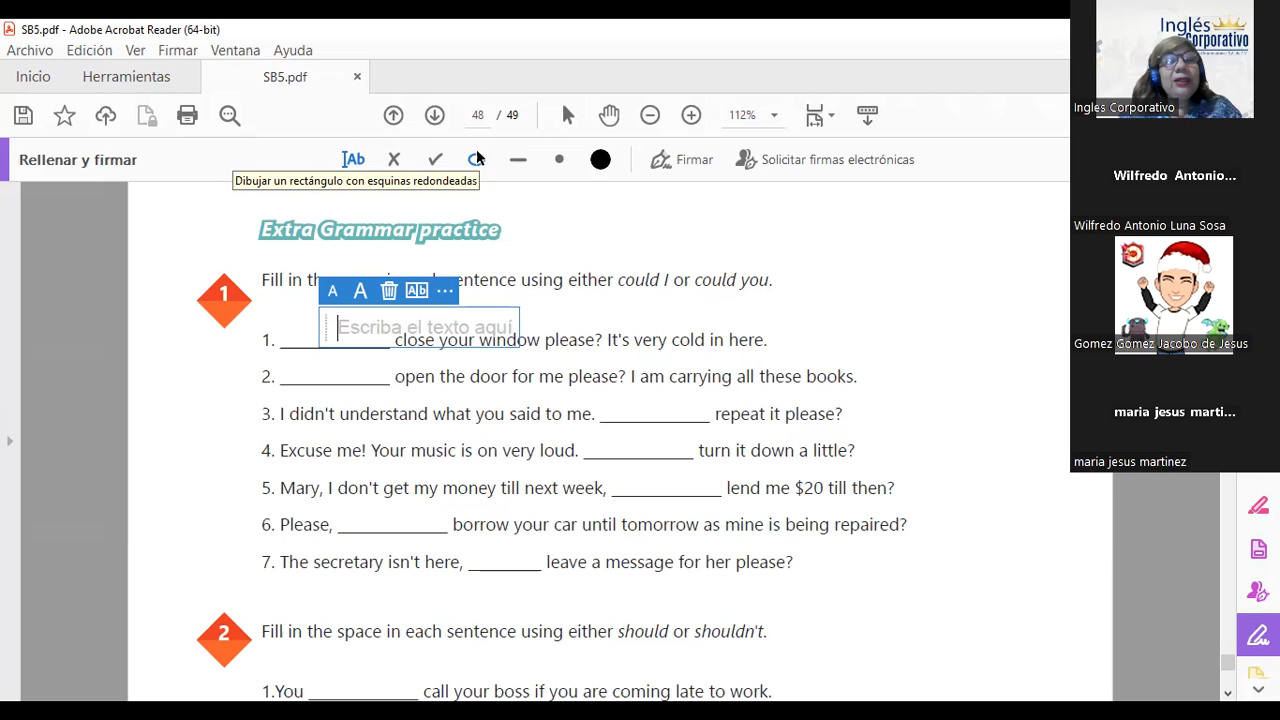 SB5.pdf - Adobe Acrobat Reader (64-bit)
Archivo Edición Ver Firmar Ventana Ayuda
Inicio Herramientas SB5.pdf ×
48 / 49 112%
Rellenar y firmar Ab Firmar Solicitar firmas electrónicas
Dibujar un rectángulo con esquinas redondeadas
Extra Grammar practice
1 Fill in the sentence using either could I or could you.
A A Ab ...
Escriba el texto aquí
1. ____________ close your window please? It's very cold in here.
2. ____________ open the door for me please? I am carrying all these books.
3. I didn't understand what you said to me. ____________ repeat it please?
4. Excuse me! Your music is on very loud. ____________ turn it down a little?
5. Mary, I don't get my money till next week, ____________ lend me $20 till then?
6. Please, ____________ borrow your car until tomorrow as mine is being repaired?
7. The secretary isn't here, ________ leave a message for her please?
2 Fill in the space in each sentence using either should or shouldn't.
1.You ____________ call your boss if you are coming late to work.
Inglés
Corporativo
Ingles Corporativo
Wilfredo Antonio...
Wilfredo Antonio Luna Sosa
Gomez Gomez Jacobo de Jesus
maria jesus marti...
maria jesus martinez